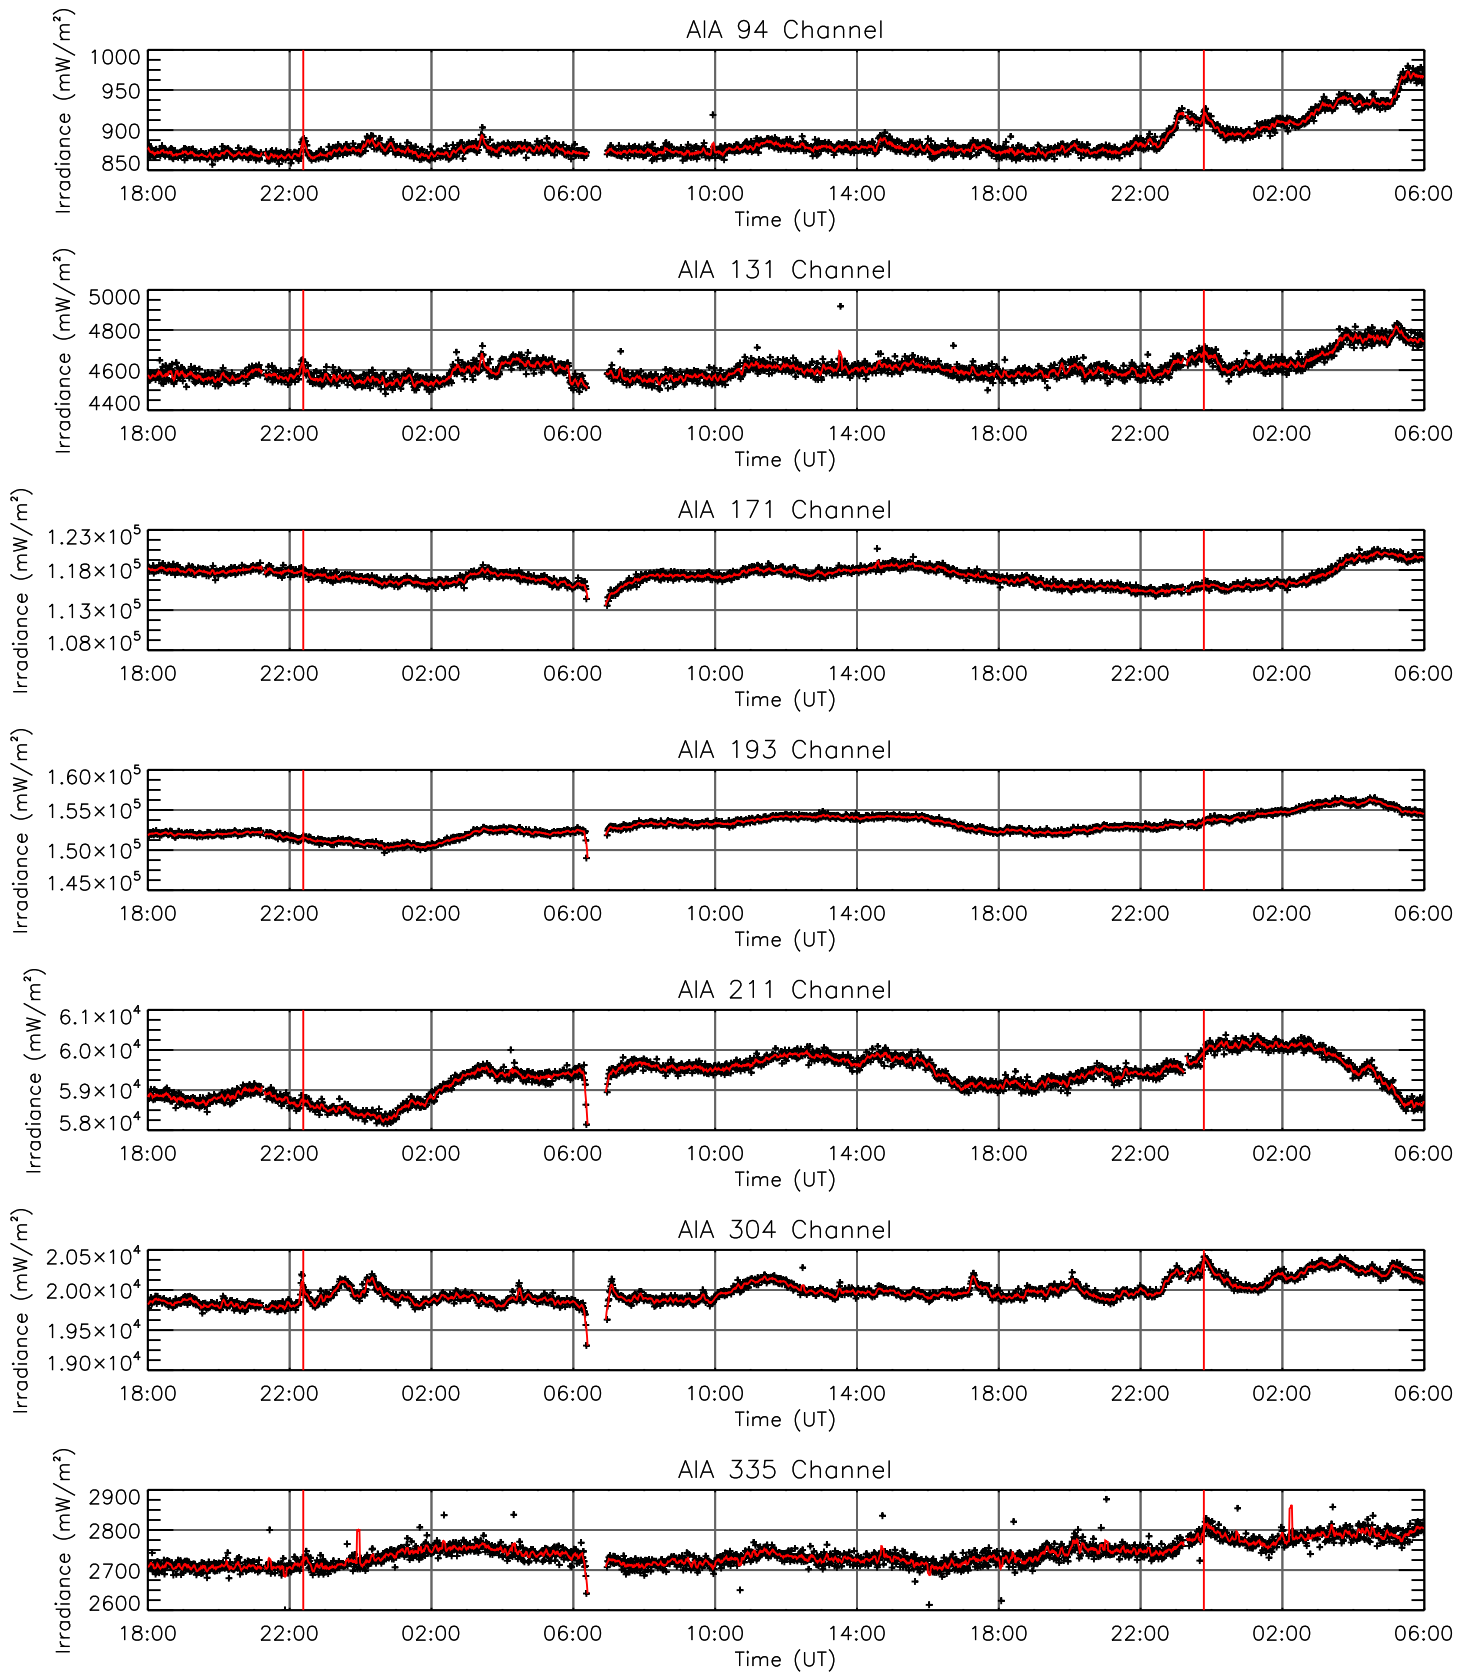 AIA 94 Channel
Irradiance (mW/m²)
1000
950
900
850
18:00 22:00 02:00 06:00 10:00 14:00 18:00 22:00 02:00 06:00
Time (UT)
AIA 131 Channel
Irradiance (mW/m²)
5000
4800
4600
4400
18:00 22:00 02:00 06:00 10:00 14:00 18:00 22:00 02:00 06:00
Time (UT)
AIA 171 Channel
Irradiance (mW/m²)
1.23×10⁵
1.18×10⁵
1.13×10⁵
1.08×10⁵
18:00 22:00 02:00 06:00 10:00 14:00 18:00 22:00 02:00 06:00
Time (UT)
AIA 193 Channel
Irradiance (mW/m²)
1.60×10⁵
1.55×10⁵
1.50×10⁵
1.45×10⁵
18:00 22:00 02:00 06:00 10:00 14:00 18:00 22:00 02:00 06:00
Time (UT)
AIA 211 Channel
Irradiance (mW/m²)
6.1×10⁴
6.0×10⁴
5.9×10⁴
5.8×10⁴
18:00 22:00 02:00 06:00 10:00 14:00 18:00 22:00 02:00 06:00
Time (UT)
AIA 304 Channel
Irradiance (mW/m²)
2.05×10⁴
2.00×10⁴
1.95×10⁴
1.90×10⁴
18:00 22:00 02:00 06:00 10:00 14:00 18:00 22:00 02:00 06:00
Time (UT)
AIA 335 Channel
Irradiance (mW/m²)
2900
2800
2700
2600
18:00 22:00 02:00 06:00 10:00 14:00 18:00 22:00 02:00 06:00
Time (UT)